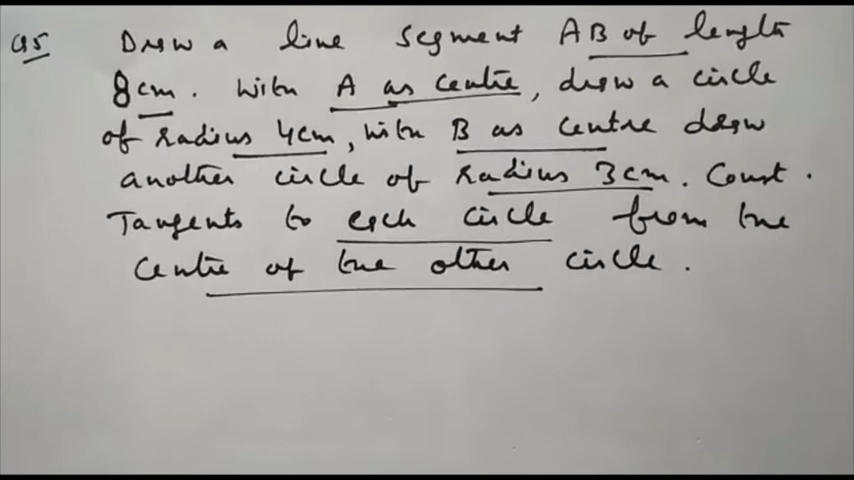 Q5 Draw a line segment AB of length
8cm. With A as centre, draw a circle
of radius 4cm, with B as centre draw
another circle of radius 3cm. Const.
Tangents to each circle from the
centre of the other circle.